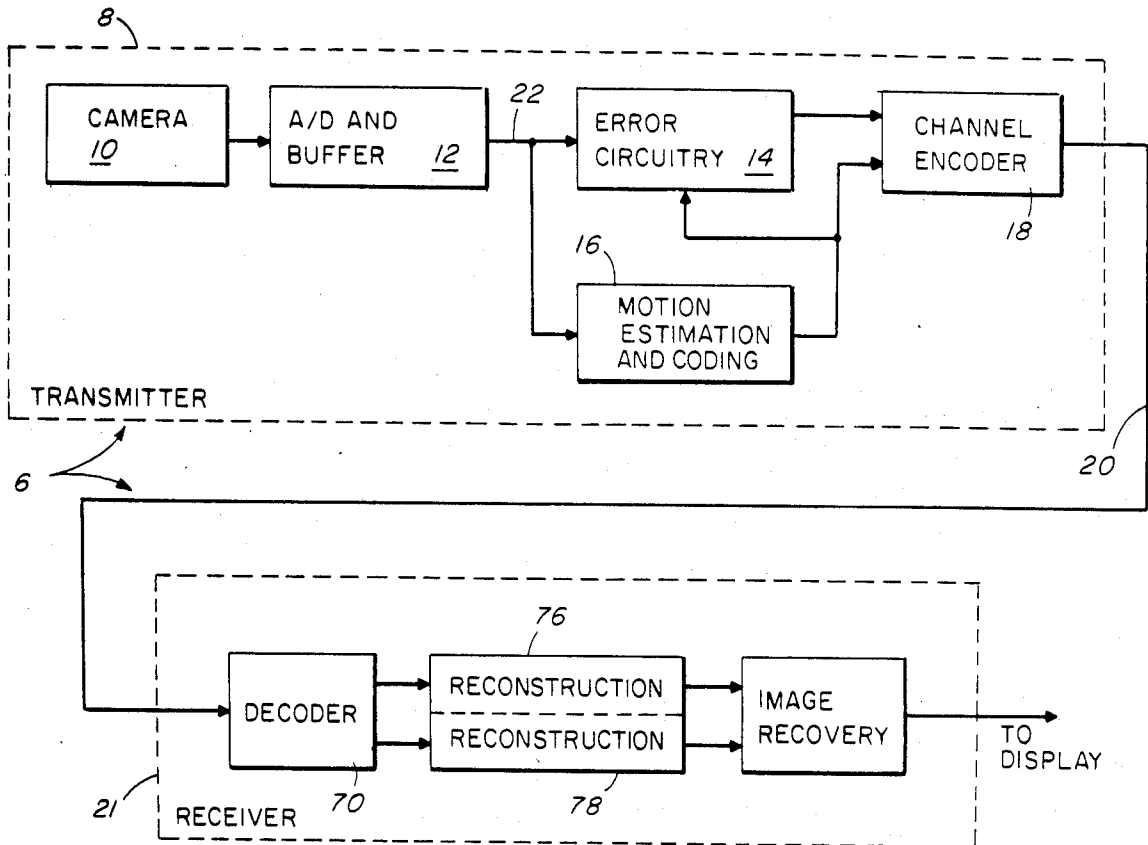 8
CAMERA
10
A/D AND
BUFFER 12
22
ERROR
CIRCUITRY 14
CHANNEL
ENCODER
18
16
MOTION
ESTIMATION
AND CODING
TRANSMITTER
6
20
76
DECODER
70
RECONSTRUCTION
RECONSTRUCTION
78
IMAGE
RECOVERY
TO
DISPLAY
21
RECEIVER